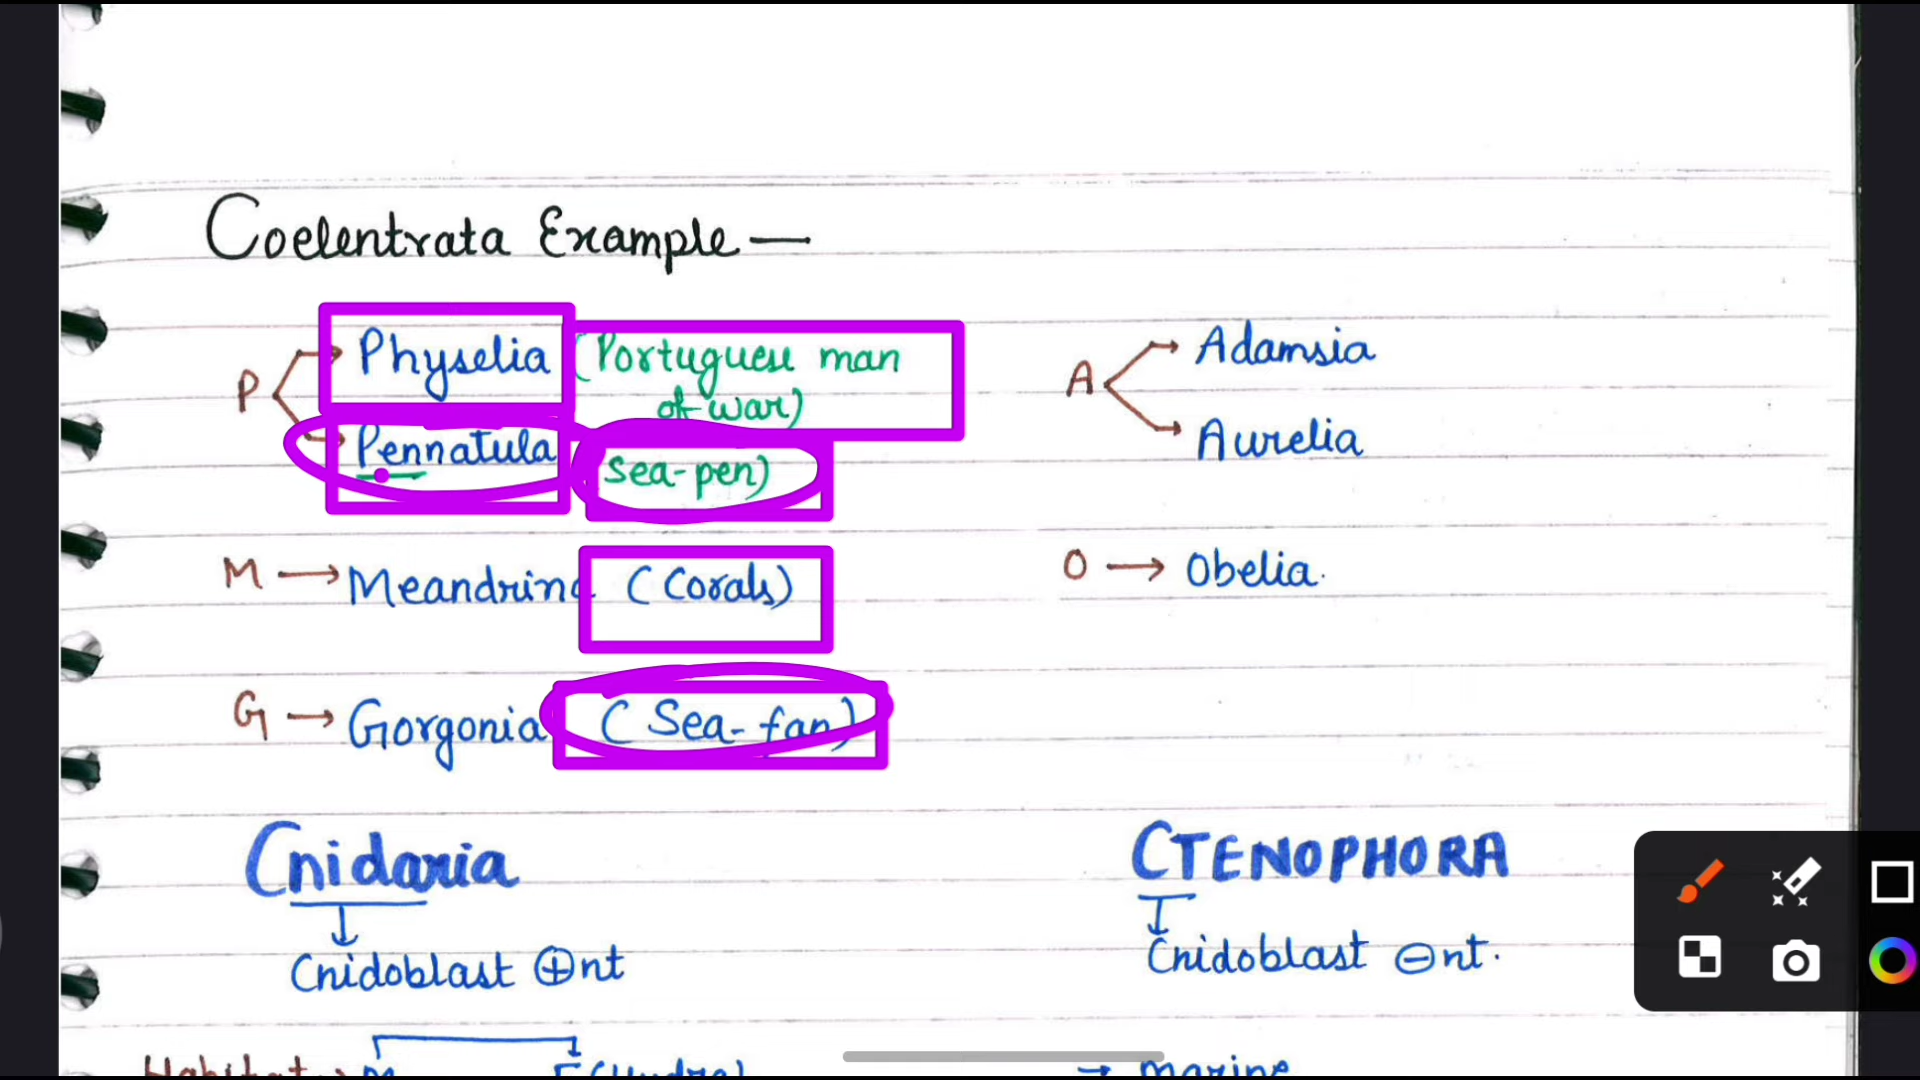 Coelentrata Example —
P → Physelia (Portuguese man of-war)
→ Pennatula sea-pen)
M → Meandrina (Corals)
G → Gorgonia (Sea-fan)
A → Adamsia
→ Aurelia
O → Obelia.
Cnidaria
↓
Cnidoblast ⊕nt
CTENOPHORA
↓
Cnidoblast ⊖nt.
→ marine